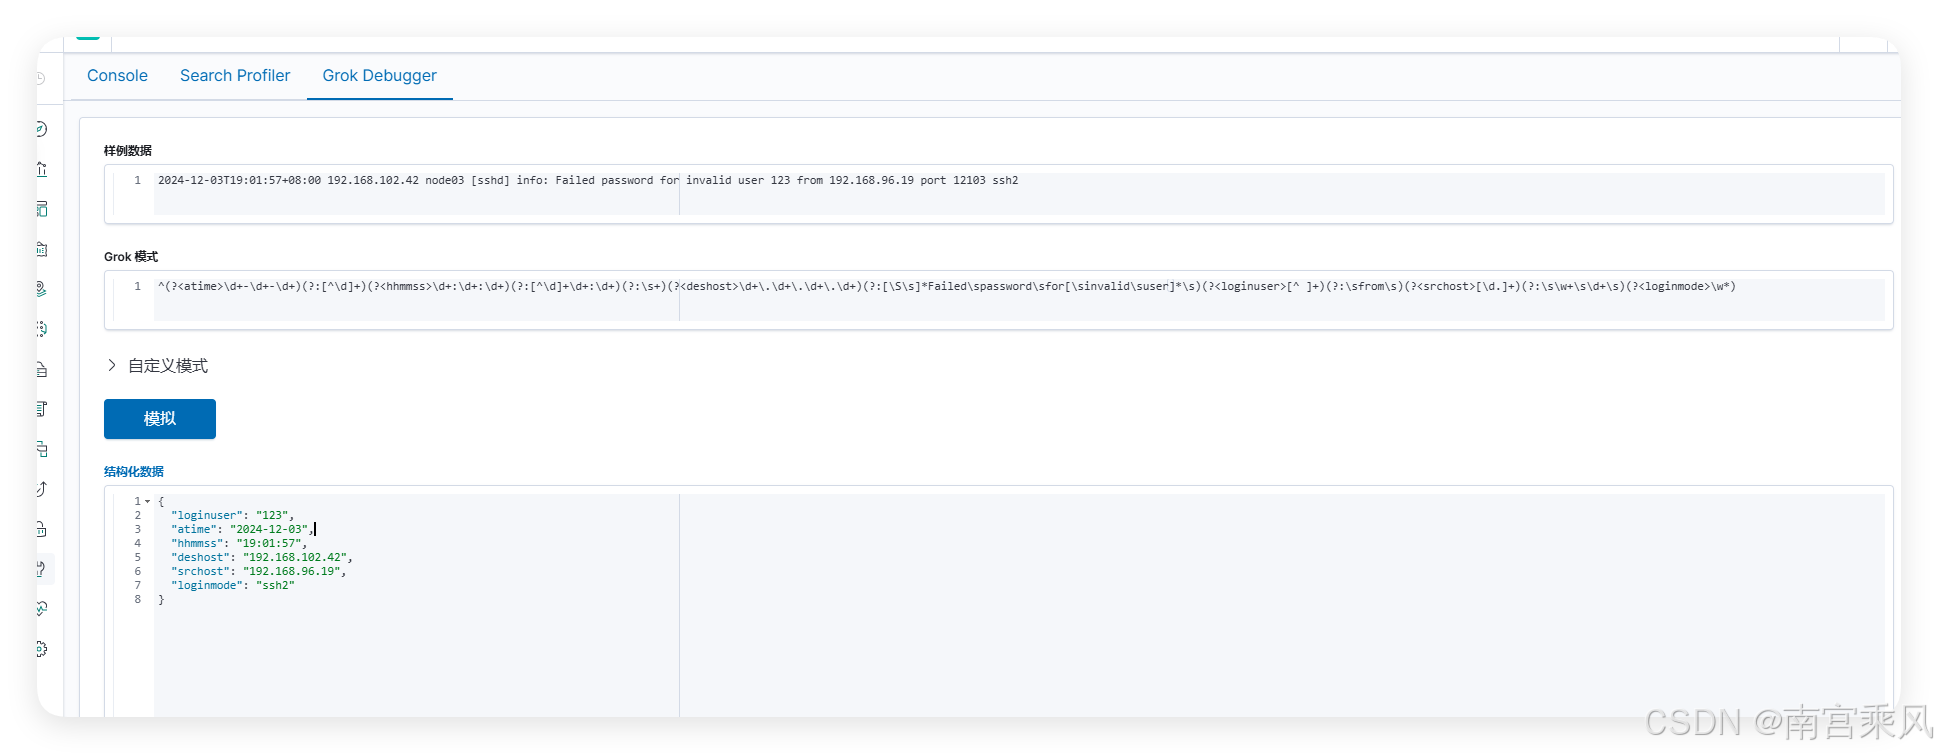 Console Search Profiler Grok Debugger
样例数据
1 2024-12-03T19:01:57+08:00 192.168.102.42 node03 [sshd] info: Failed password for invalid user 123 from 192.168.96.19 port 12103 ssh2
Grok 模式
1 ^(?<atime>\d+-\d+-\d+)(?:[^\d]+)(?<hhmmss>\d+:\d+:\d+)(?:[^\d]+\d+:\d+)(?:\s+)(?<deshost>\d+\.\d+\.\d+\.\d+)(?:[\S\s]*Failed\spassword\sfor[\sinvalid\suser]*\s)(?<loginuser>[^ ]+)(?:\sfrom\s)(?<srchost>[\d.]+)(?:\s\w+\s\d+\s)(?<loginmode>\w*)
自定义模式
模拟
结构化数据
1 {
2 "loginuser": "123",
3 "atime": "2024-12-03",
4 "hhmmss": "19:01:57",
5 "deshost": "192.168.102.42",
6 "srchost": "192.168.96.19",
7 "loginmode": "ssh2"
8 }
CSDN @南宫乘风